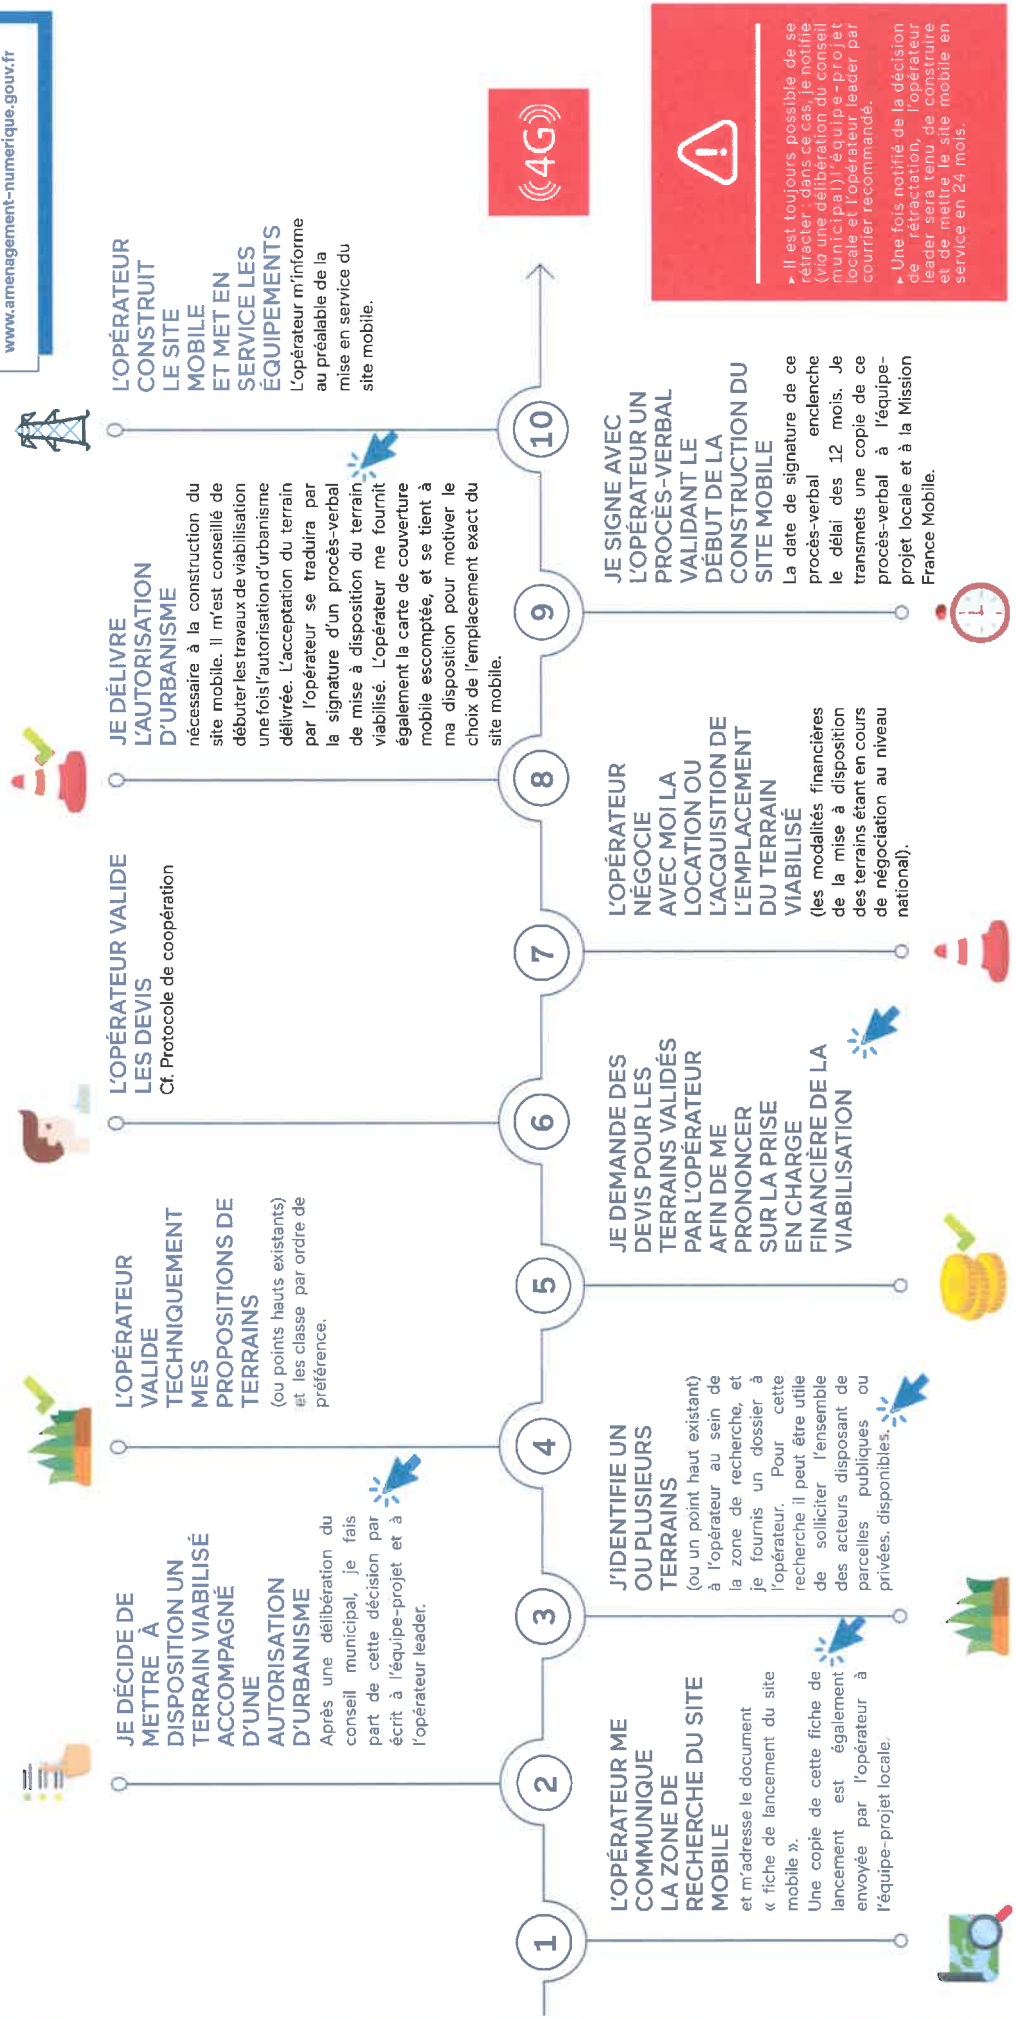 www.amenagement-numerique.gouv.fr
1
L'OPÉRATEUR ME
COMMUNIQUE
LA ZONE DE
RECHERCHE DU SITE
MOBILE
et m'adresse le document
« fiche de lancement du site
mobile ».
Une copie de cette fiche de
lancement est également
envoyée par l'opérateur à
l'équipe-projet locale.
2
JE DÉCIDE DE
METTRE À
DISPOSITION UN
TERRAIN VIABILISÉ
ACCOMPAGNÉ
D'UNE
AUTORISATION
D'URBANISME
Après une délibération du
conseil municipal, je fais
part de cette décision par
écrit à l'équipe-projet et à
l'opérateur leader.
3
J'IDENTIFIE UN
OU PLUSIEURS
TERRAINS
(ou un point haut existant)
à l'opérateur au sein de
la zone de recherche, et
je fournis un dossier à
l'opérateur. Pour cette
recherche il peut être utile
de solliciter l'ensemble
des acteurs disposant de
parcelles publiques ou
privées. disponibles.
4
L'OPÉRATEUR
VALIDE
TECHNIQUEMENT
MES
PROPOSITIONS DE
TERRAINS
(ou points hauts existants)
et les classe par ordre de
préférence.
5
JE DEMANDE DES
DEVIS POUR LES
TERRAINS VALIDÉS
PAR L'OPÉRATEUR
AFIN DE ME
PRONONCER
SUR LA PRISE
EN CHARGE
FINANCIÈRE DE LA
VIABILISATION
6
L'OPÉRATEUR VALIDE
LES DEVIS
Cf. Protocole de coopération
7
L'OPÉRATEUR
NÉGOCIE
AVEC MOI LA
LOCATION OU
L'ACQUISITION DE
L'EMPLACEMENT
DU TERRAIN
VIABILISÉ
(les modalités financières
de la mise à disposition
des terrains étant en cours
de négociation au niveau
national).
8
JE DÉLIVRE
L'AUTORISATION
D'URBANISME
nécessaire à la construction du
site mobile. Il m'est conseillé de
débuter les travaux de viabilisation
une fois l'autorisation d'urbanisme
délivrée. L'acceptation du terrain
par l'opérateur se traduira par
la signature d'un procès-verbal
de mise à disposition du terrain
viabilisé. L'opérateur me fournit
également la carte de couverture
mobile escomptée, et se tient à
ma disposition pour motiver le
choix de l'emplacement exact du
site mobile.
9
JE SIGNE AVEC
L'OPÉRATEUR UN
PROCÈS-VERBAL
VALIDANT LE
DÉBUT DE LA
CONSTRUCTION DU
SITE MOBILE
La date de signature de ce
procès-verbal enclenche
le délai des 12 mois. Je
transmets une copie de ce
procès-verbal à l'équipe-
projet locale et à la Mission
France Mobile.
10
L'OPÉRATEUR
CONSTRUIT
LE SITE
MOBILE
ET MET EN
SERVICE LES
ÉQUIPEMENTS
L'opérateur m'informe
au préalable de la
mise en service du
site mobile.
4G
► Il est toujours possible de se
rétracter : dans ce cas, je notifie
(via une délibération du conseil
municipal) l'équipe-projet
locale et l'opérateur leader par
courrier recommandé.
► Une fois notifié de la décision
de rétractation, l'opérateur
leader sera tenu de construire
et de mettre le site mobile en
service en 24 mois.